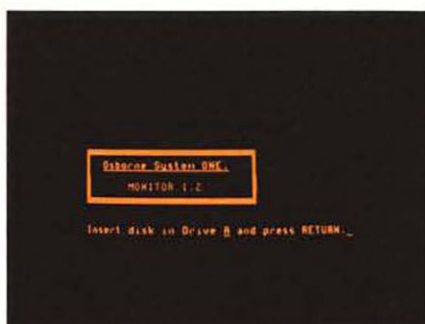 Osborne System ONE.
MONITOR 1.2
Insert disk in Drive A and press RETURN._